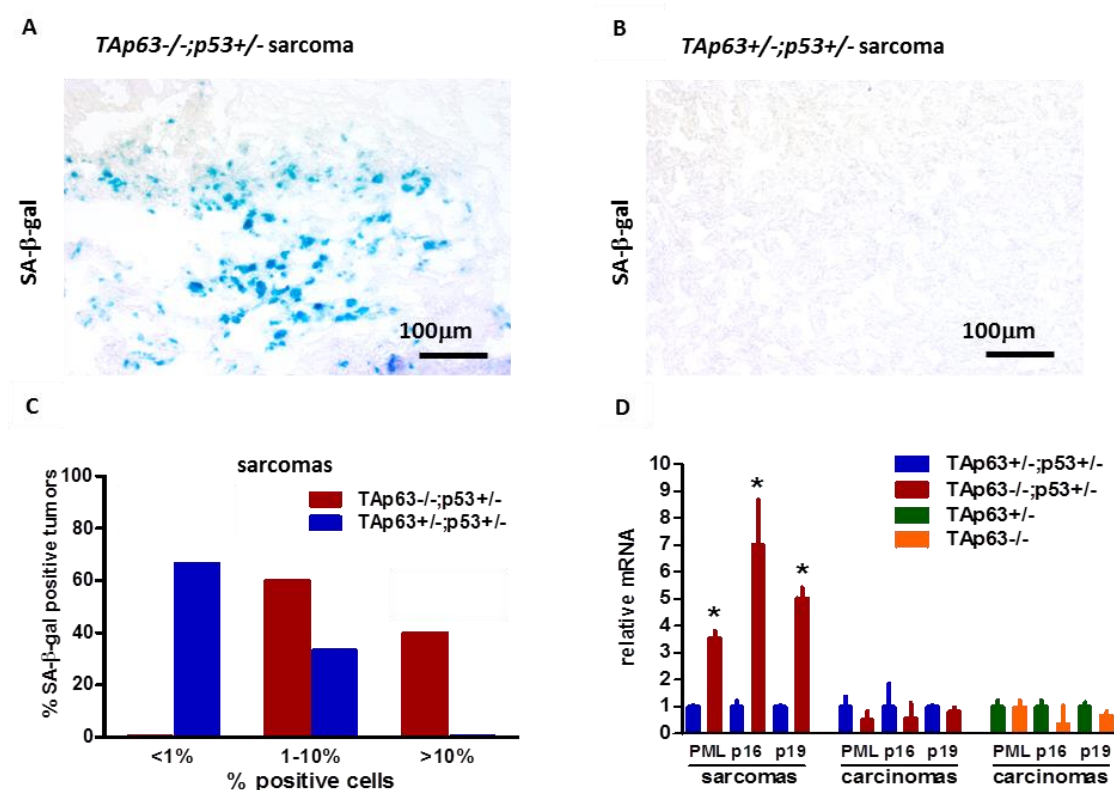 A
TAp63-/-;p53+/- sarcoma
SA-β-gal
100μm
B
TAp63+/-;p53+/- sarcoma
SA-β-gal
100μm
C
sarcomas
TAp63-/-;p53+/-
TAp63+/-;p53+/-
% SA-β-gal positive tumors
100
80
60
40
20
0
<1% 1-10% >10%
% positive cells
D
TAp63+/-;p53+/-
TAp63-/-;p53+/-
TAp63+/-
TAp63-/-
relative mRNA
10
9
8
7
6
5
4
3
2
1
0
* * *
PML p16 p19 PML p16 p19 PML p16 p19
sarcomas carcinomas carcinomas